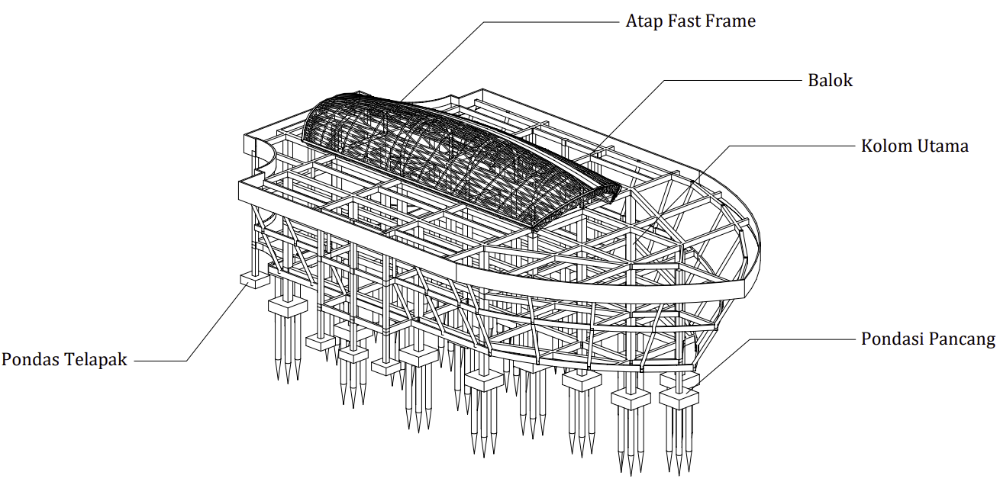 Atap Fast Frame
Balok
Kolom Utama
Pondasi Pancang
Pondas Telapak